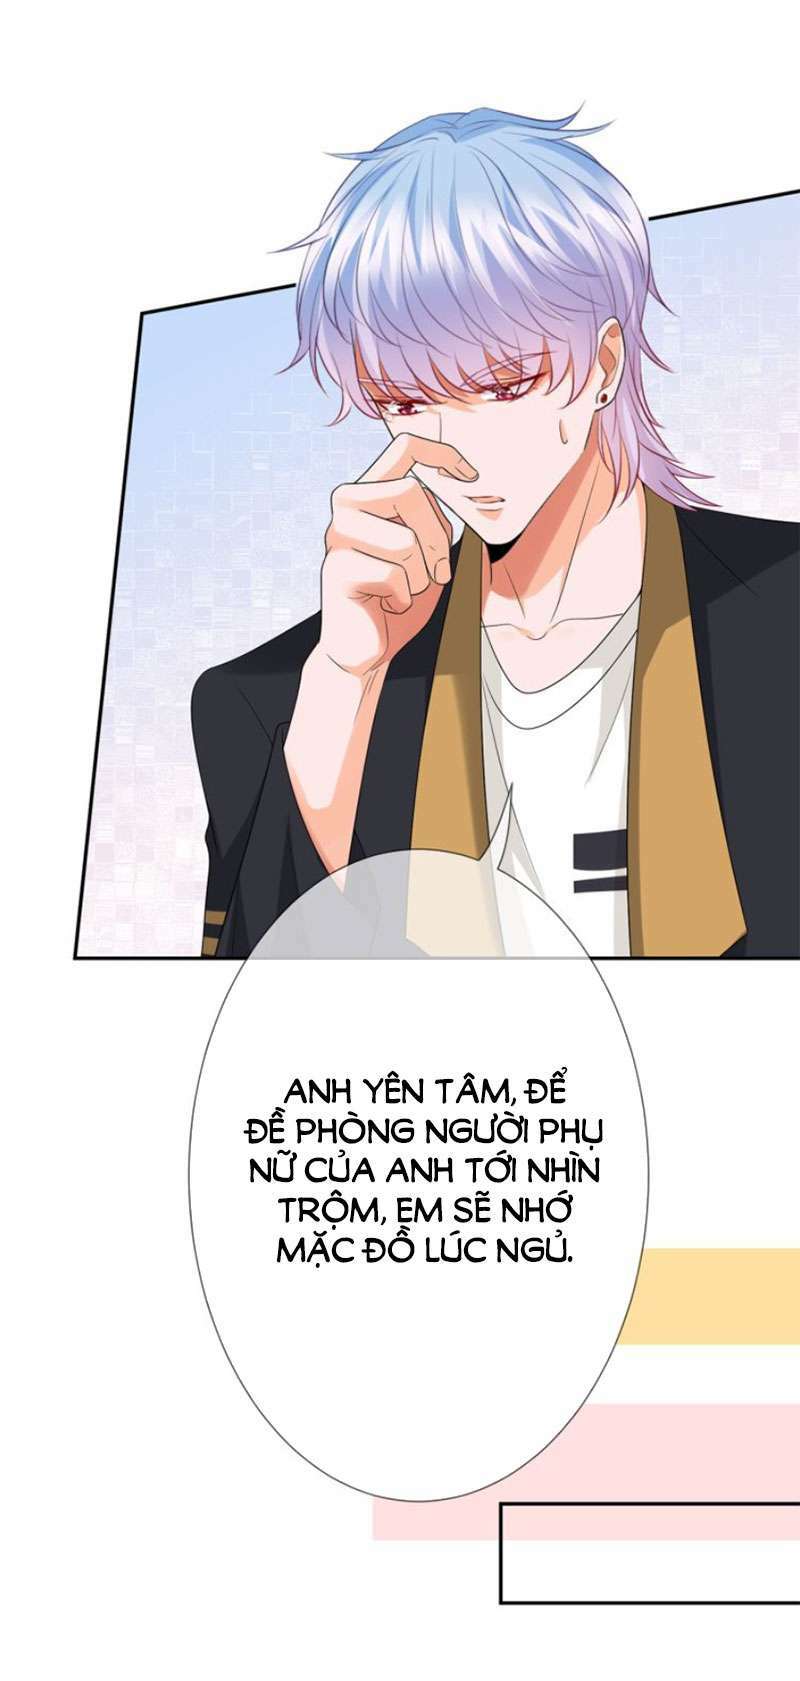 ANH YÊN TÂM, ĐỂ
ĐỀ PHÒNG NGƯỜI PHỤ
NỮ CỦA ANH TỚI NHÌN
TRỘM, EM SẼ NHỚ
MẶC ĐỒ LÚC NGỦ.